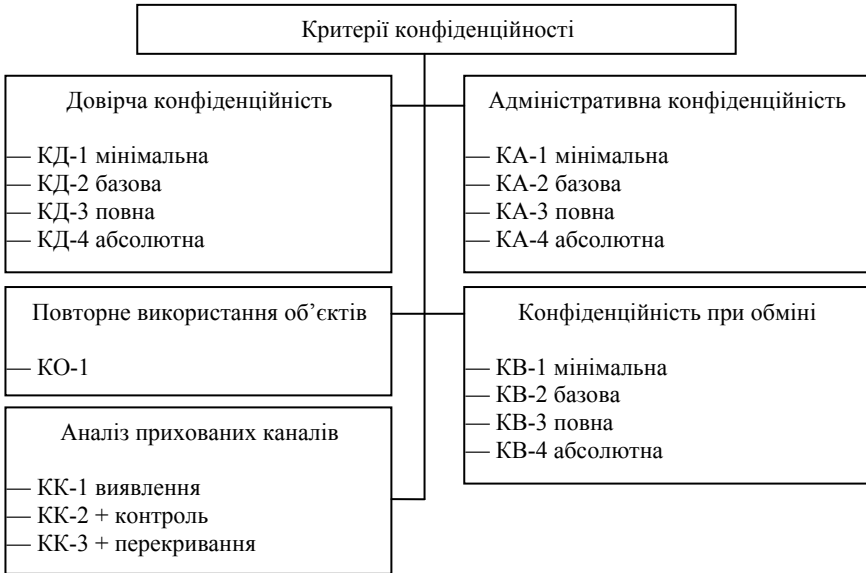 Критерії конфіденційності
Довірча конфіденційність
— КД-1 мінімальна
— КД-2 базова
— КД-3 повна
— КД-4 абсолютна
Адміністративна конфіденційність
— КА-1 мінімальна
— КА-2 базова
— КА-3 повна
— КА-4 абсолютна
Повторне використання об’єктів
— КО-1
Конфіденційність при обміні
— КВ-1 мінімальна
— КВ-2 базова
— КВ-3 повна
— КВ-4 абсолютна
Аналіз прихованих каналів
— КК-1 виявлення
— КК-2 + контроль
— КК-3 + перекривання